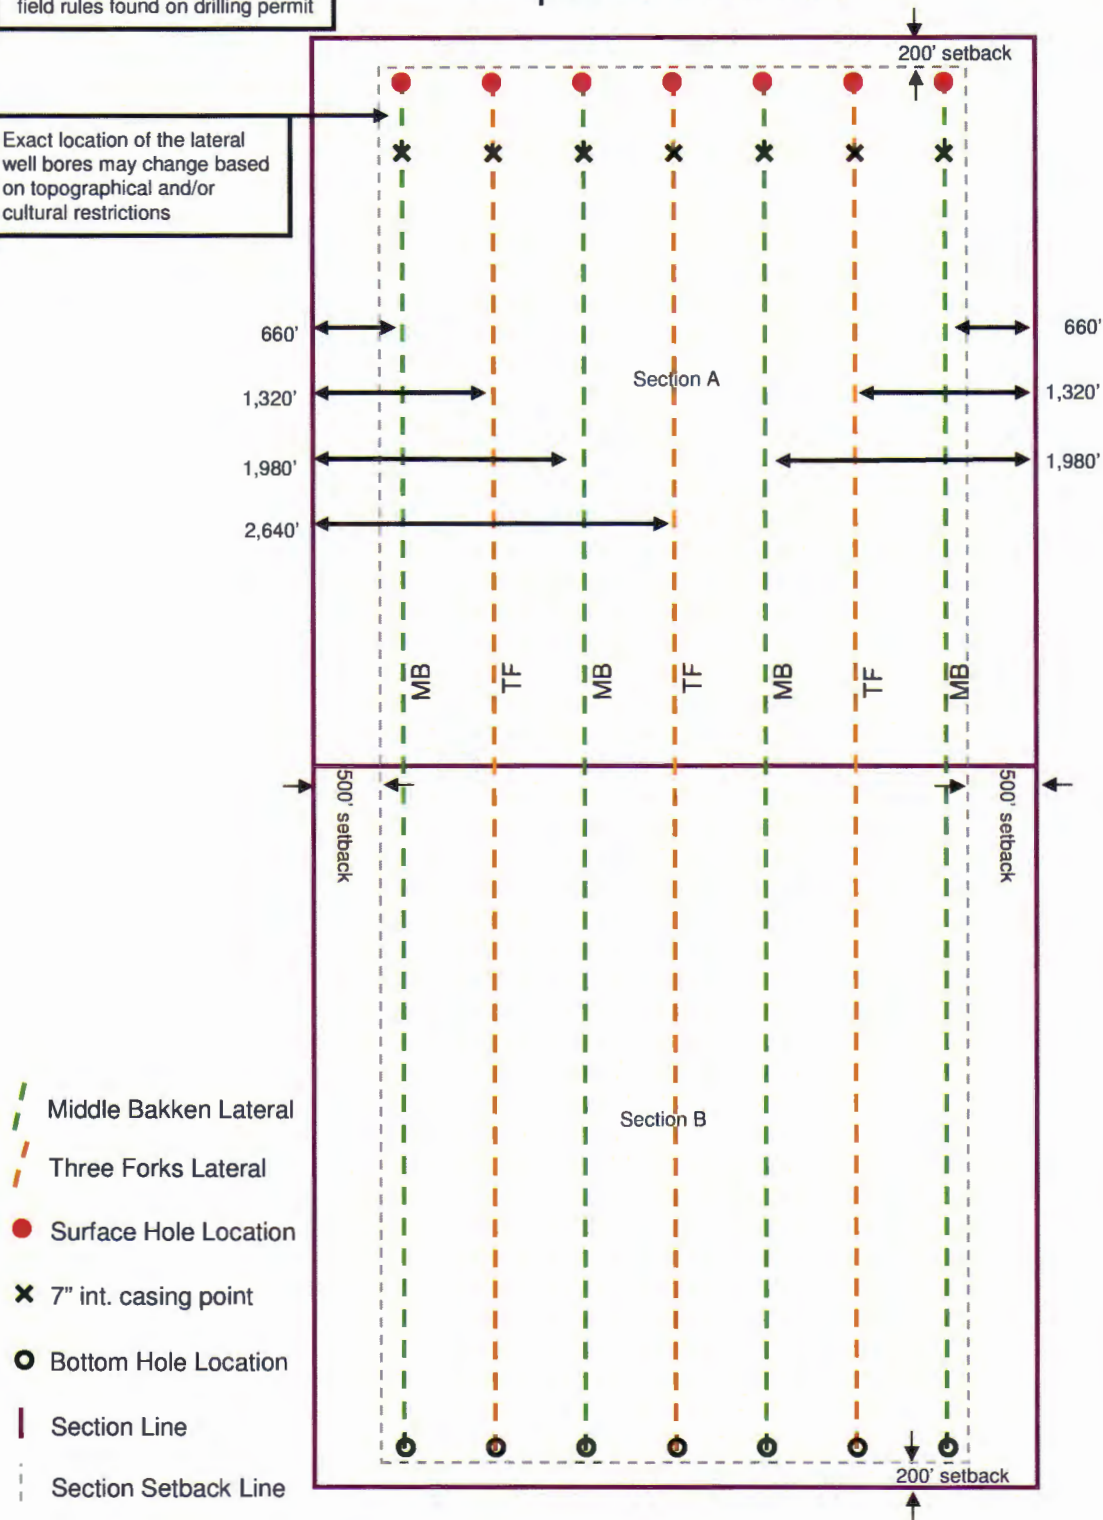 field rules found on drilling permit
200' setback
Exact location of the lateral
well bores may change based
on topographical and/or
cultural restrictions
660'
660'
Section A
1,320'
1,320'
1,980'
1,980'
2,640'
MB
TF
MB
TF
MB
TF
MB
500' setback
500' setback
Middle Bakken Lateral
Section B
Three Forks Lateral
Surface Hole Location
7" int. casing point
Bottom Hole Location
Section Line
200' setback
Section Setback Line